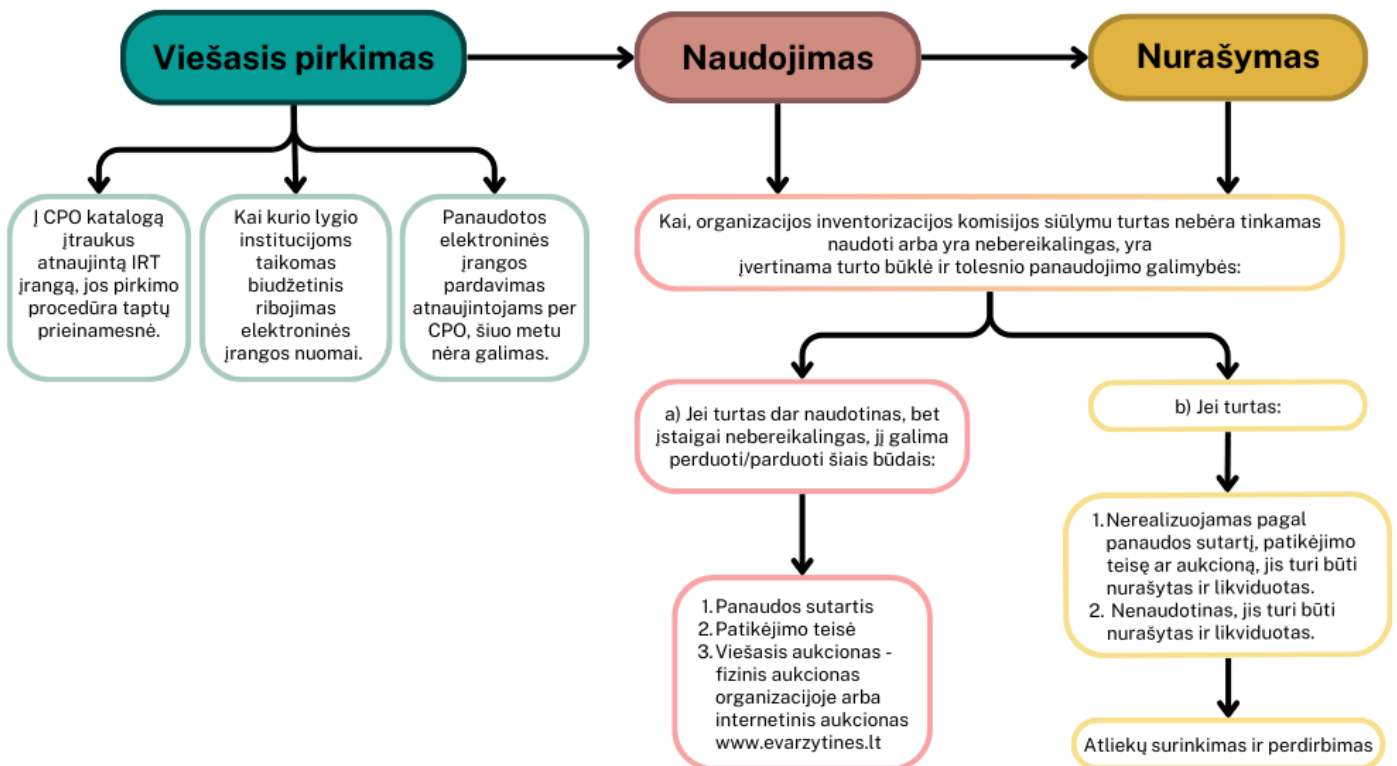 Viešasis pirkimas
Naudojimas
Nurašymas
Į CPO katalogą
įtraukus
atnaujintą IRT
įrangą, jos pirkimo
procedūra taptų
prieinamesnė.
Kai kurio lygio
institucijoms
taikomas
biudžetinis
ribojimas
elektroninės
įrangos nuomai.
Panaudotos
elektroninės
įrangos
pardavimas
atnaujintojams per
CPO, šiuo metu
nėra galimas.
Kai, organizacijos inventorizacijos komisijos siūlymu turtas nebėra tinkamas
naudoti arba yra nebereikalingas, yra
įvertinama turto būklė ir tolesnio panaudojimo galimybės:
a) Jei turtas dar naudotinas, bet
įstaigai nebereikalingas, jį galima
perduoti/parduoti šiais būdais:
b) Jei turtas:
1. Panaudos sutartis
2. Patikėjimo teisė
3. Viešasis aukcionas -
fizinis aukcionas
organizacijoje arba
internetinis aukcionas
www.evarzytines.lt
1. Nerealizuojamas pagal
panaudos sutartį, patikėjimo
teisę ar aukcioną, jis turi būti
nurašytas ir likviduotas.
2. Nenaudotinas, jis turi būti
nurašytas ir likviduotas.
Atliekų surinkimas ir perdirbimas